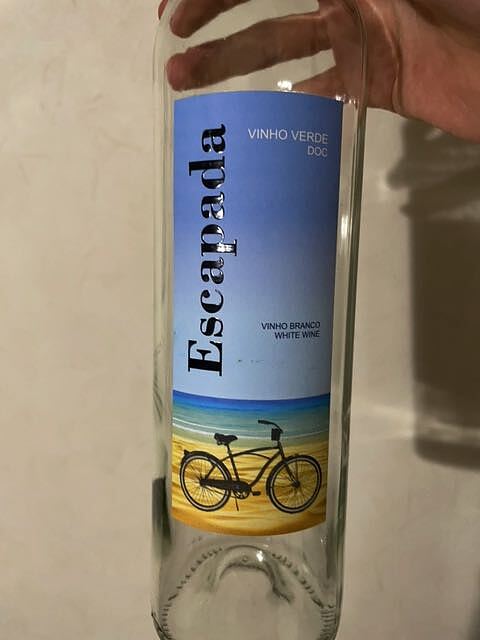 Escapada
VINHO VERDE
DOC
VINHO BRANCO
WHITE WINE